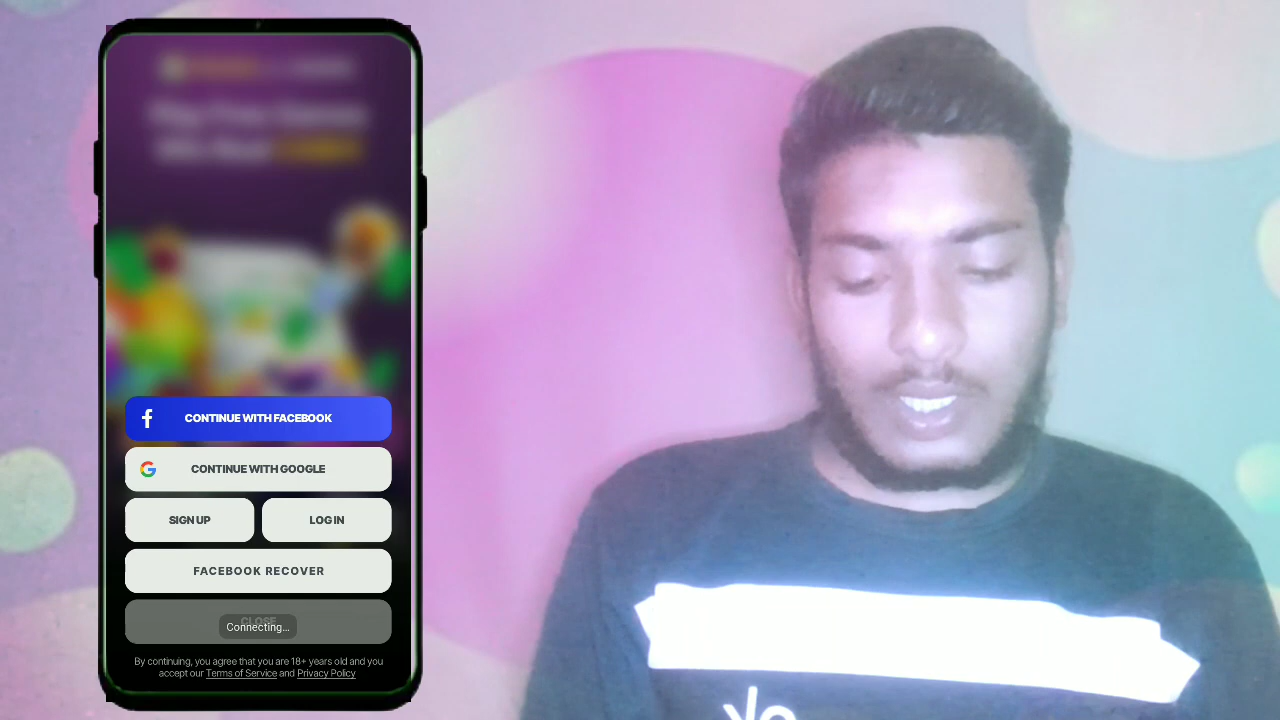 CONTINUE WITH FACEBOOK
CONTINUE WITH GOOGLE
SIGN UP
LOG IN
FACEBOOK RECOVER
CLOSE
Connecting...
By continuing, you agree that you are 18+ years old and you
accept our Terms of Service and Privacy Policy